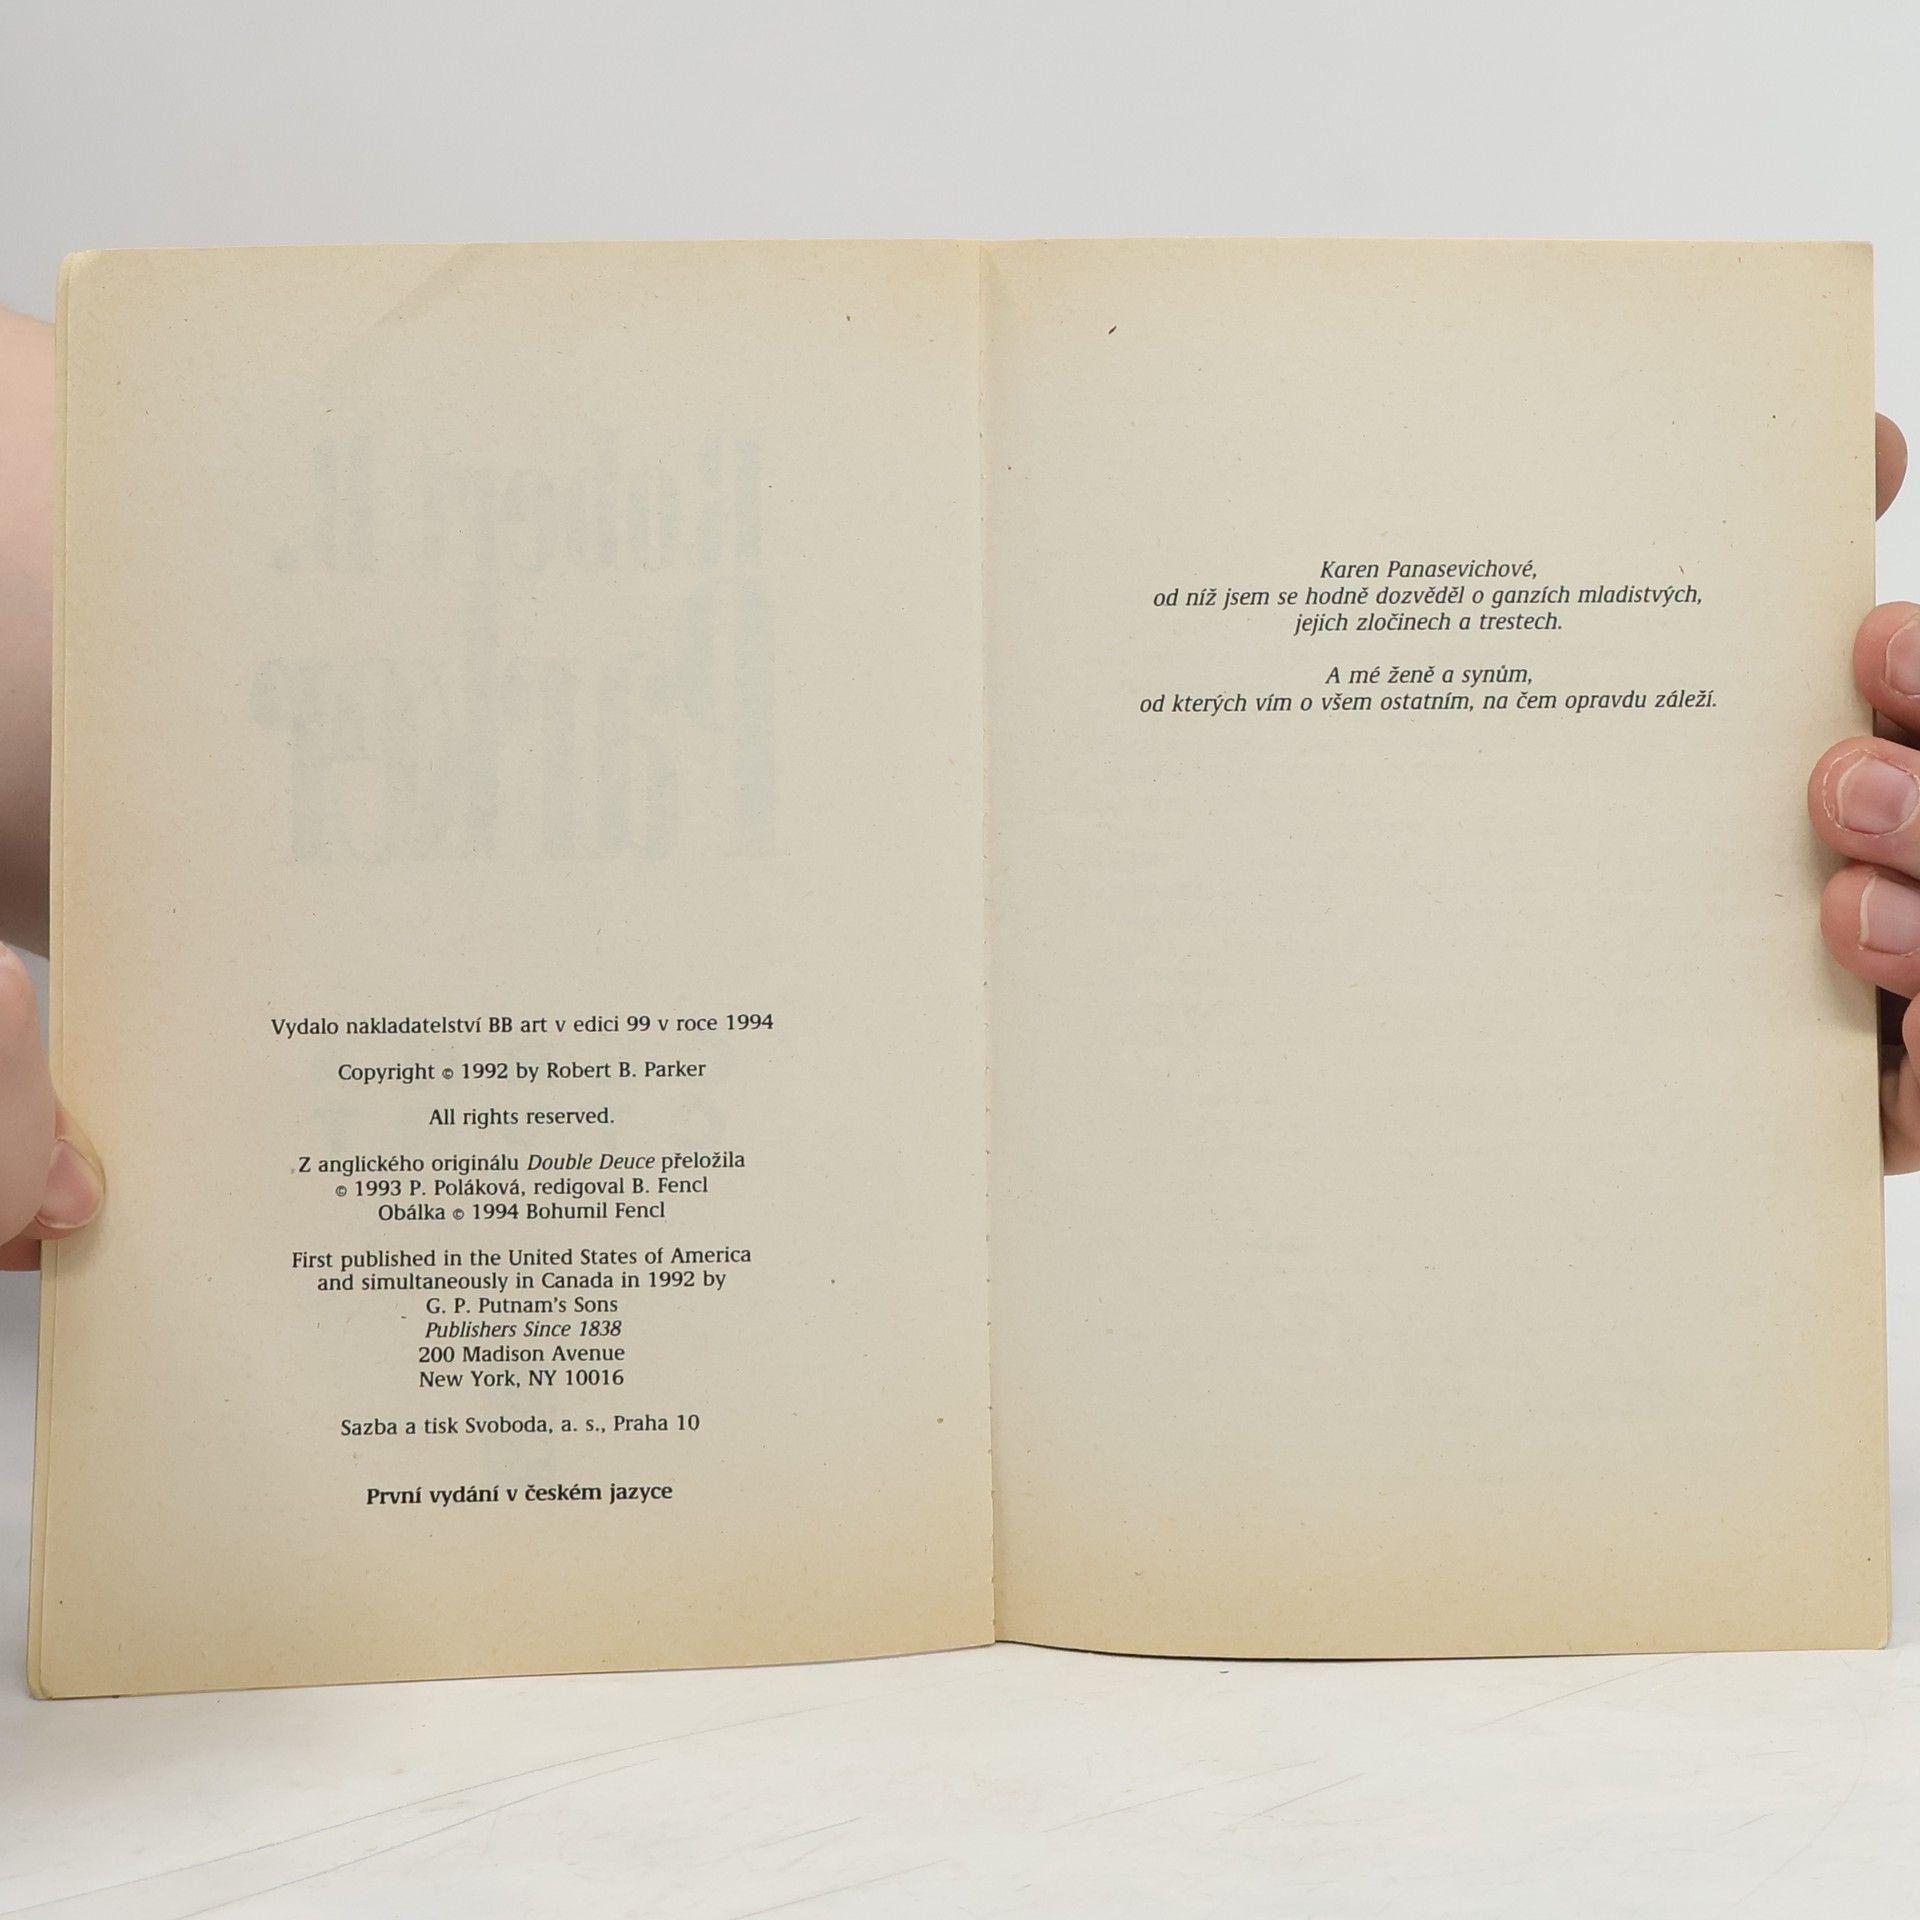 Vydalo nakladatelství BB art v edici 99 v roce 1994
Copyright © 1992 by Robert B. Parker
All rights reserved.
Z anglického originálu Double Deuce přeložila
© 1993 P. Poláková, redigoval B. Fencl
Obálka © 1994 Bohumil Fencl
First published in the United States of America
and simultaneously in Canada in 1992 by
G. P. Putnam's Sons
Publishers Since 1838
200 Madison Avenue
New York, NY 10016
Sazba a tisk Svoboda, a. s., Praha 10
První vydání v českém jazyce
Karen Panasevichové,
od níž jsem se hodně dozvěděl o ganzích mladistvých,
jejich zločinech a trestech.
A mé ženě a synům,
od kterých vím o všem ostatním, na čem opravdu záleží.